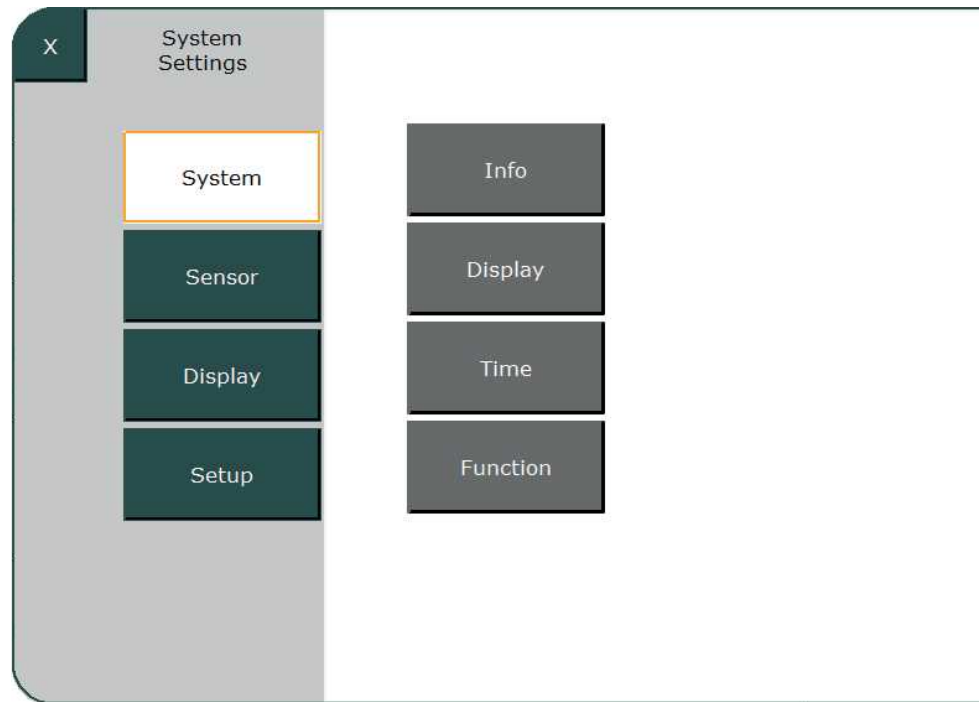 X
System
Settings
System
Sensor
Display
Setup
Info
Display
Time
Function